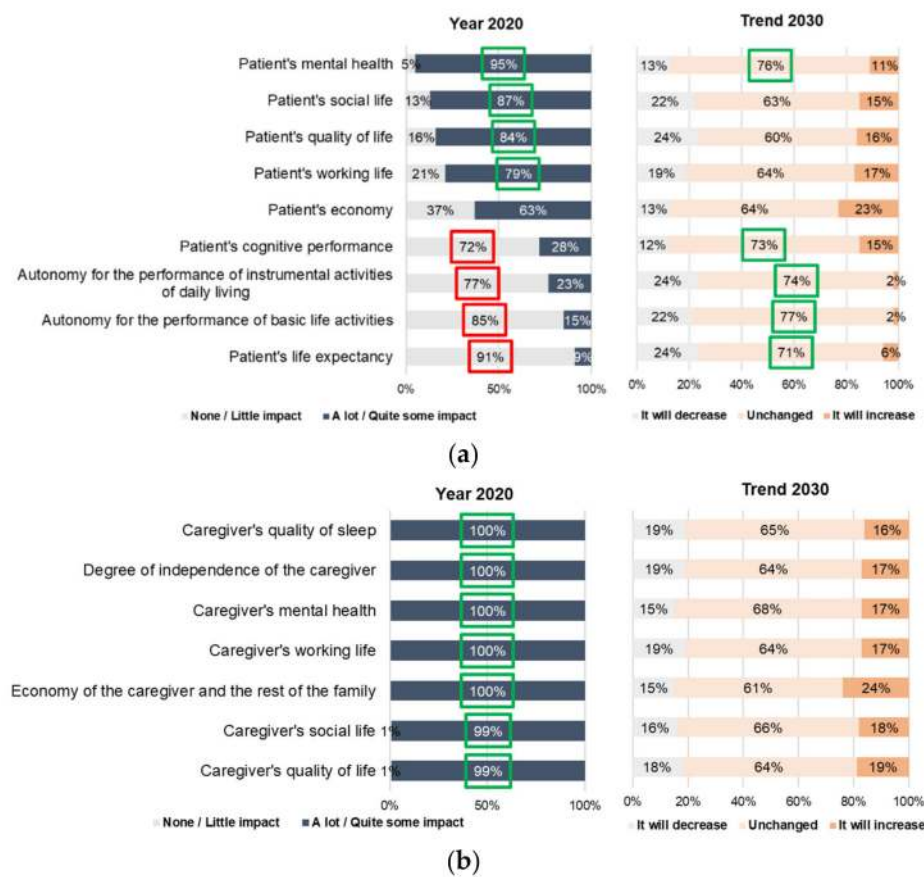 Year 2020
Trend 2030
Patient's mental health 5% 95% 13% 76% 11%
Patient's social life 13% 87% 22% 63% 15%
Patient's quality of life 16% 84% 24% 60% 16%
Patient's working life 21% 79% 19% 64% 17%
Patient's economy 37% 63% 13% 64% 23%
Patient's cognitive performance 72% 28% 12% 73% 15%
Autonomy for the performance of instrumental activities
of daily living 77% 23% 24% 74% 2%
Autonomy for the performance of basic life activities 85% 15% 22% 77% 2%
Patient's life expectancy 91% 9% 24% 71% 6%
0% 50% 100% 0% 20% 40% 60% 80% 100%
None / Little impact A lot / Quite some impact It will decrease Unchanged It will increase
(a)
Year 2020
Trend 2030
Caregiver's quality of sleep 100% 19% 65% 16%
Degree of independence of the caregiver 100% 19% 64% 17%
Caregiver's mental health 100% 15% 68% 17%
Caregiver's working life 100% 19% 64% 17%
Economy of the caregiver and the rest of the family 100% 15% 61% 24%
Caregiver's social life 1% 99% 16% 66% 18%
Caregiver's quality of life 1% 99% 18% 64% 19%
0% 50% 100% 0% 20% 40% 60% 80% 100%
None / Little impact A lot / Quite some impact It will decrease Unchanged It will increase
(b)